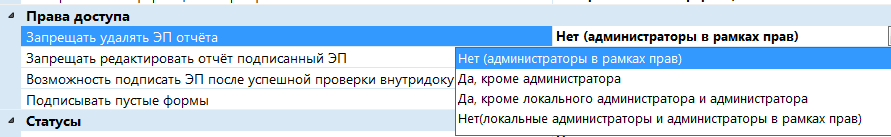 Права доступа
Запрещать удалять ЭП отчёта
Нет (администраторы в рамках прав)
Запрещать редактировать отчёт подписанный ЭП
Нет (администраторы в рамках прав)
Возможность подписать ЭП после успешной проверки внутридоку
Да, кроме администратора
Подписывать пустые формы
Да, кроме локального администратора и администратора
Статусы
Нет(локальные администраторы и администраторы в рамках прав)